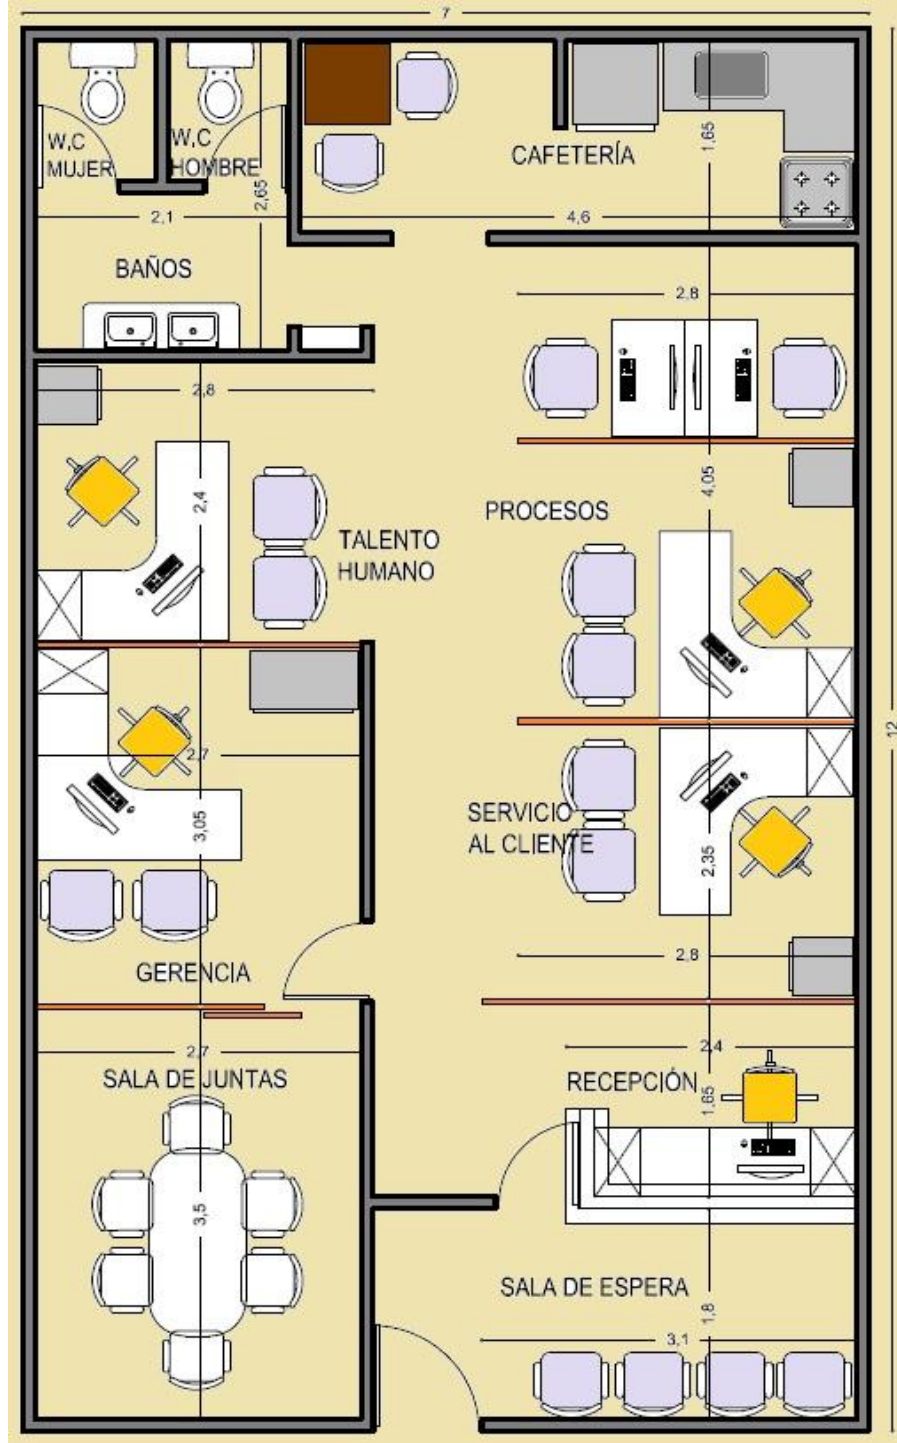 7
W,C
MUJER
W,C
HOMBRE
2,65
2,1
BAÑOS
CAFETERÍA
1,65
4,6
2,8
2,8
2,4
TALENTO
HUMANO
PROCESOS
4,05
2,7
3,05
GERENCIA
SERVICIO
AL CLIENTE
2,35
2,8
12
2,7
SALA DE JUNTAS
3,5
2,4
RECEPCIÓN
1,65
SALA DE ESPERA
1,8
3,1